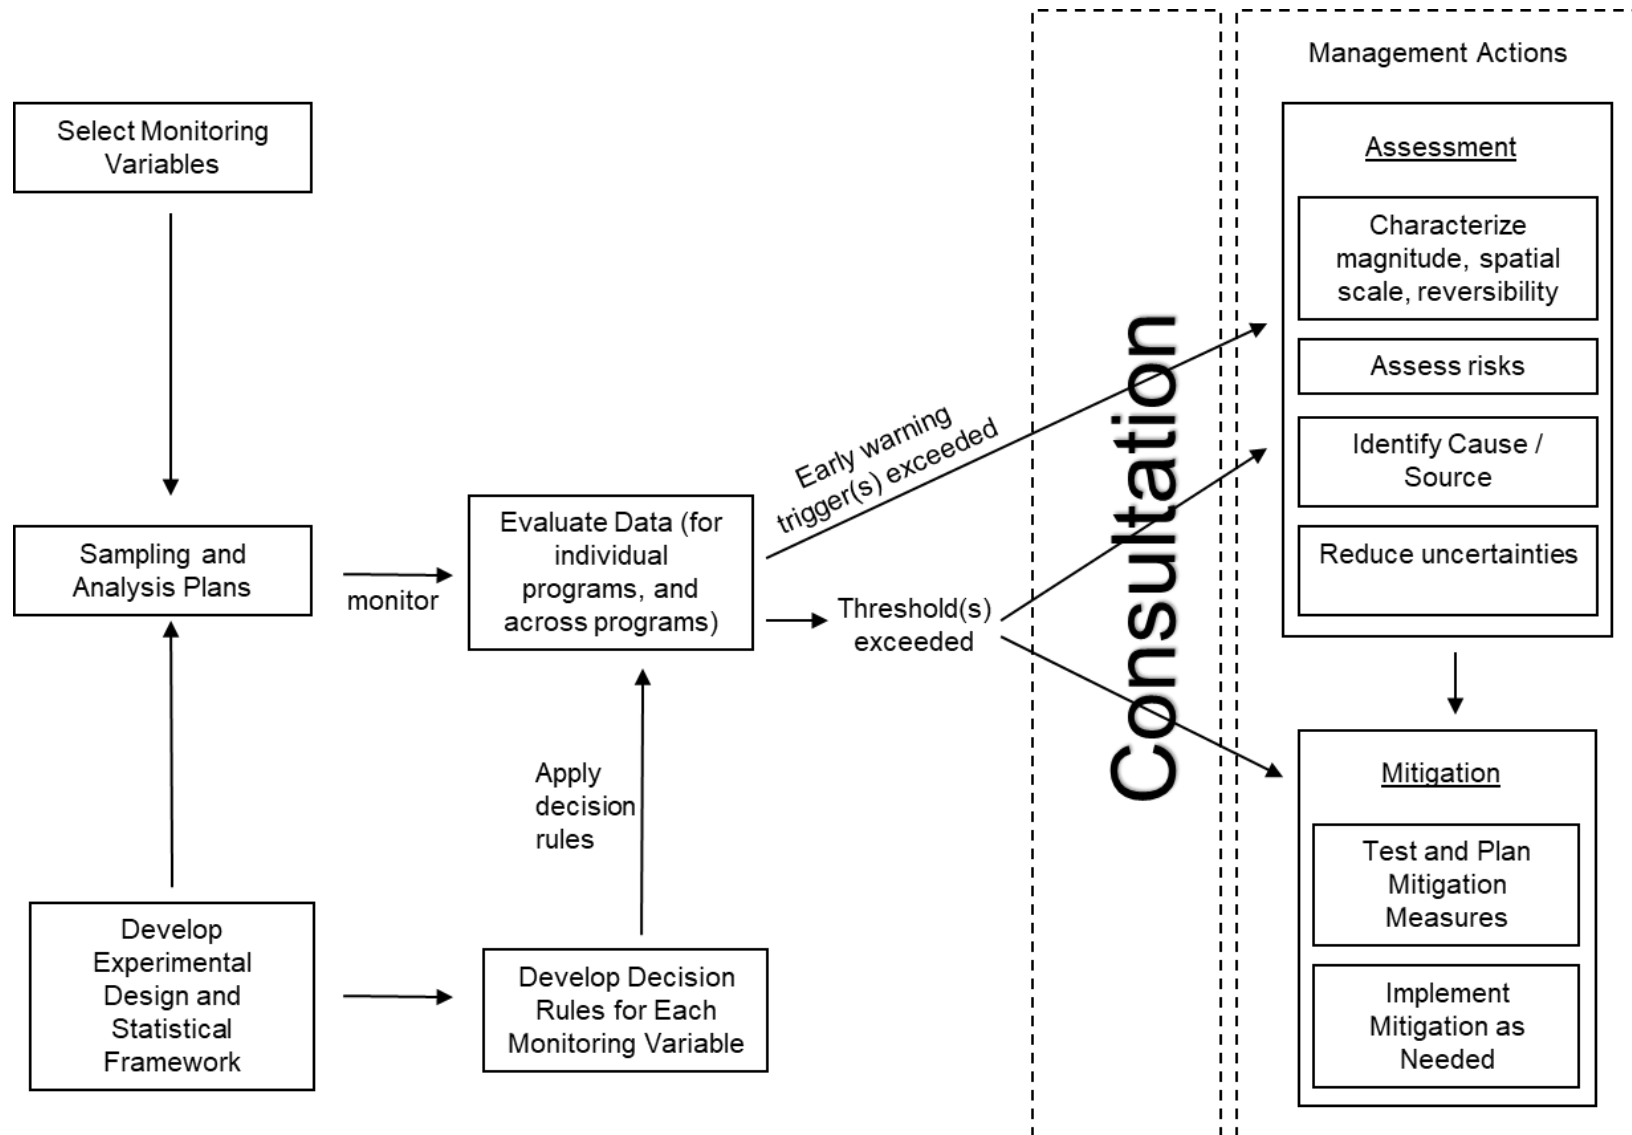 Select Monitoring
Variables
Sampling and
Analysis Plans
monitor
Develop
Experimental
Design and
Statistical
Framework
Evaluate Data (for
individual
programs, and
across programs)
Apply
decision
rules
Develop Decision
Rules for Each
Monitoring Variable
Early warning
trigger(s) exceeded
Threshold(s)
exceeded
Consultation
Management Actions
Assessment
Characterize
magnitude, spatial
scale, reversibility
Assess risks
Identify Cause /
Source
Reduce uncertainties
Mitigation
Test and Plan
Mitigation
Measures
Implement
Mitigation as
Needed